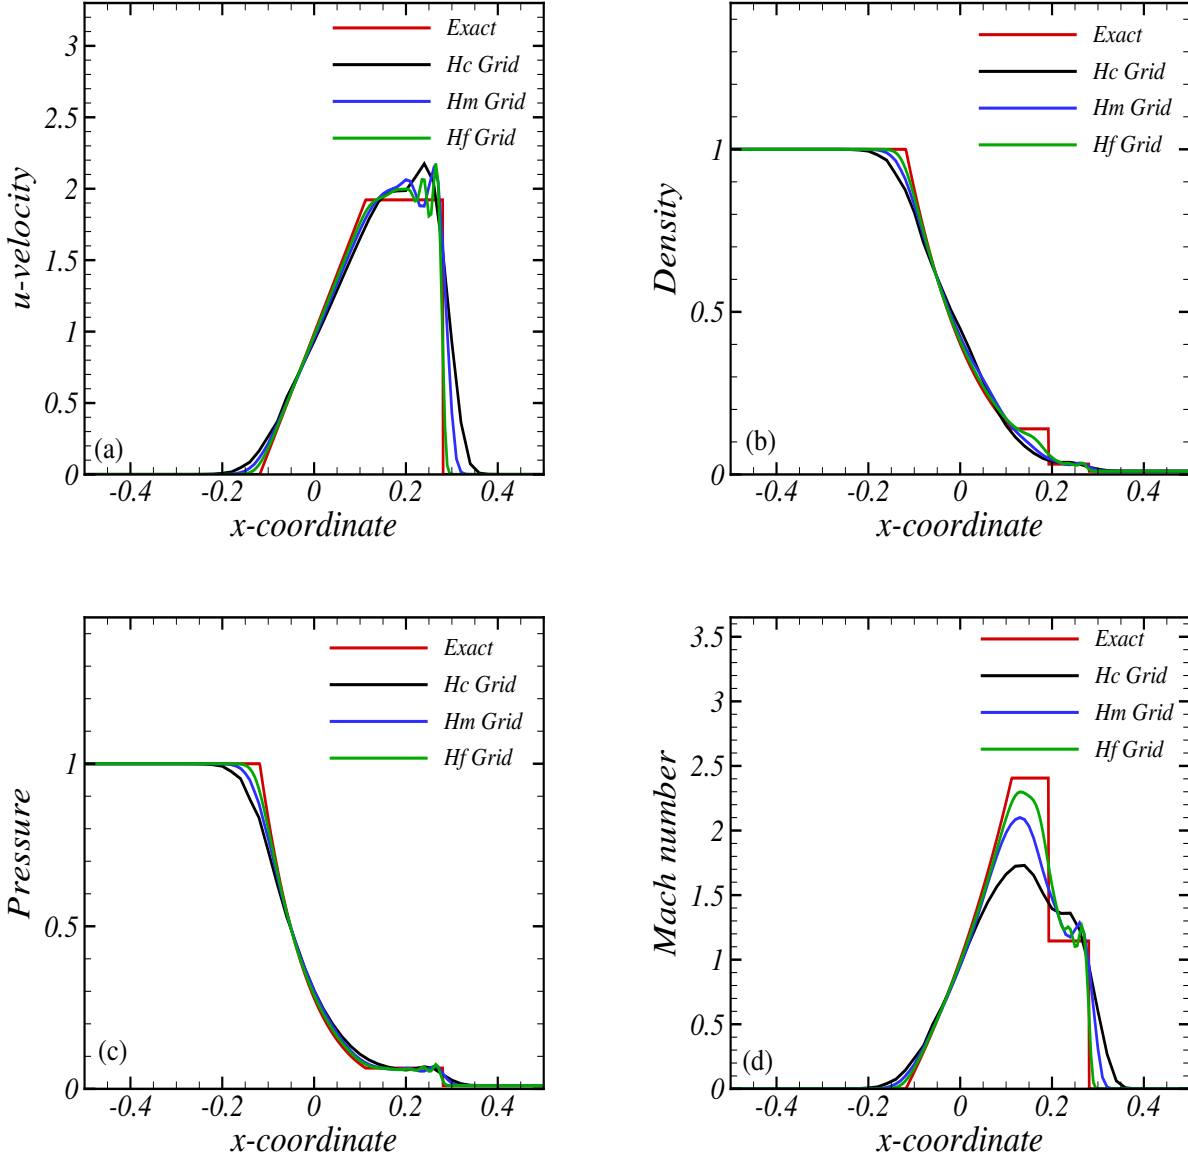 3
2.5
2
1.5
1
0.5
0
u-velocity
Exact
Hc Grid
Hm Grid
Hf Grid
(a)
-0.4 -0.2 0 0.2 0.4
x-coordinate
1
0.5
0
Density
Exact
Hc Grid
Hm Grid
Hf Grid
(b)
-0.4 -0.2 0 0.2 0.4
x-coordinate
1
0.5
0
Pressure
Exact
Hc Grid
Hm Grid
Hf Grid
(c)
-0.4 -0.2 0 0.2 0.4
x-coordinate
3.5
3
2.5
2
1.5
1
0.5
0
Mach number
Exact
Hc Grid
Hm Grid
Hf Grid
(d)
-0.4 -0.2 0 0.2 0.4
x-coordinate